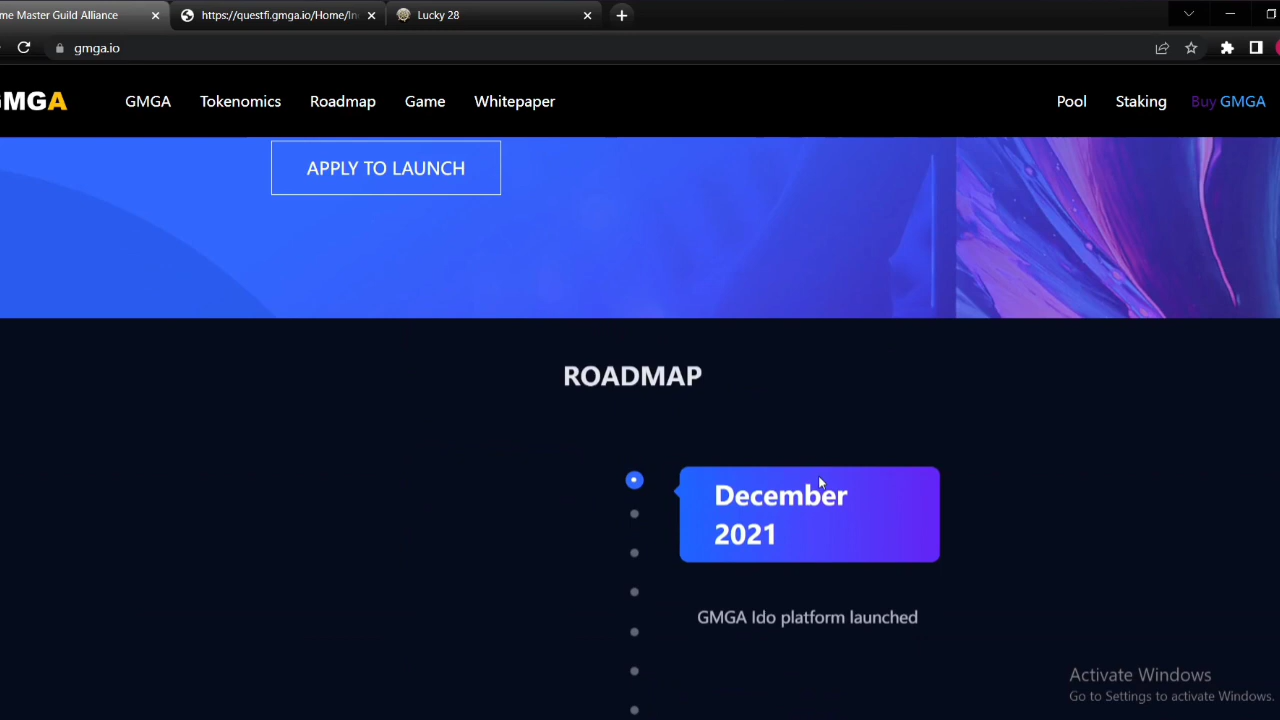 me Master Guild Alliance
https://questfi.gmga.io/Home/In
Lucky 28
gmga.io
GMGA
GMGA
Tokenomics
Roadmap
Game
Whitepaper
Pool
Staking
Buy GMGA
APPLY TO LAUNCH
ROADMAP
December
2021
GMGA Ido platform launched
Activate Windows
Go to Settings to activate Windows.